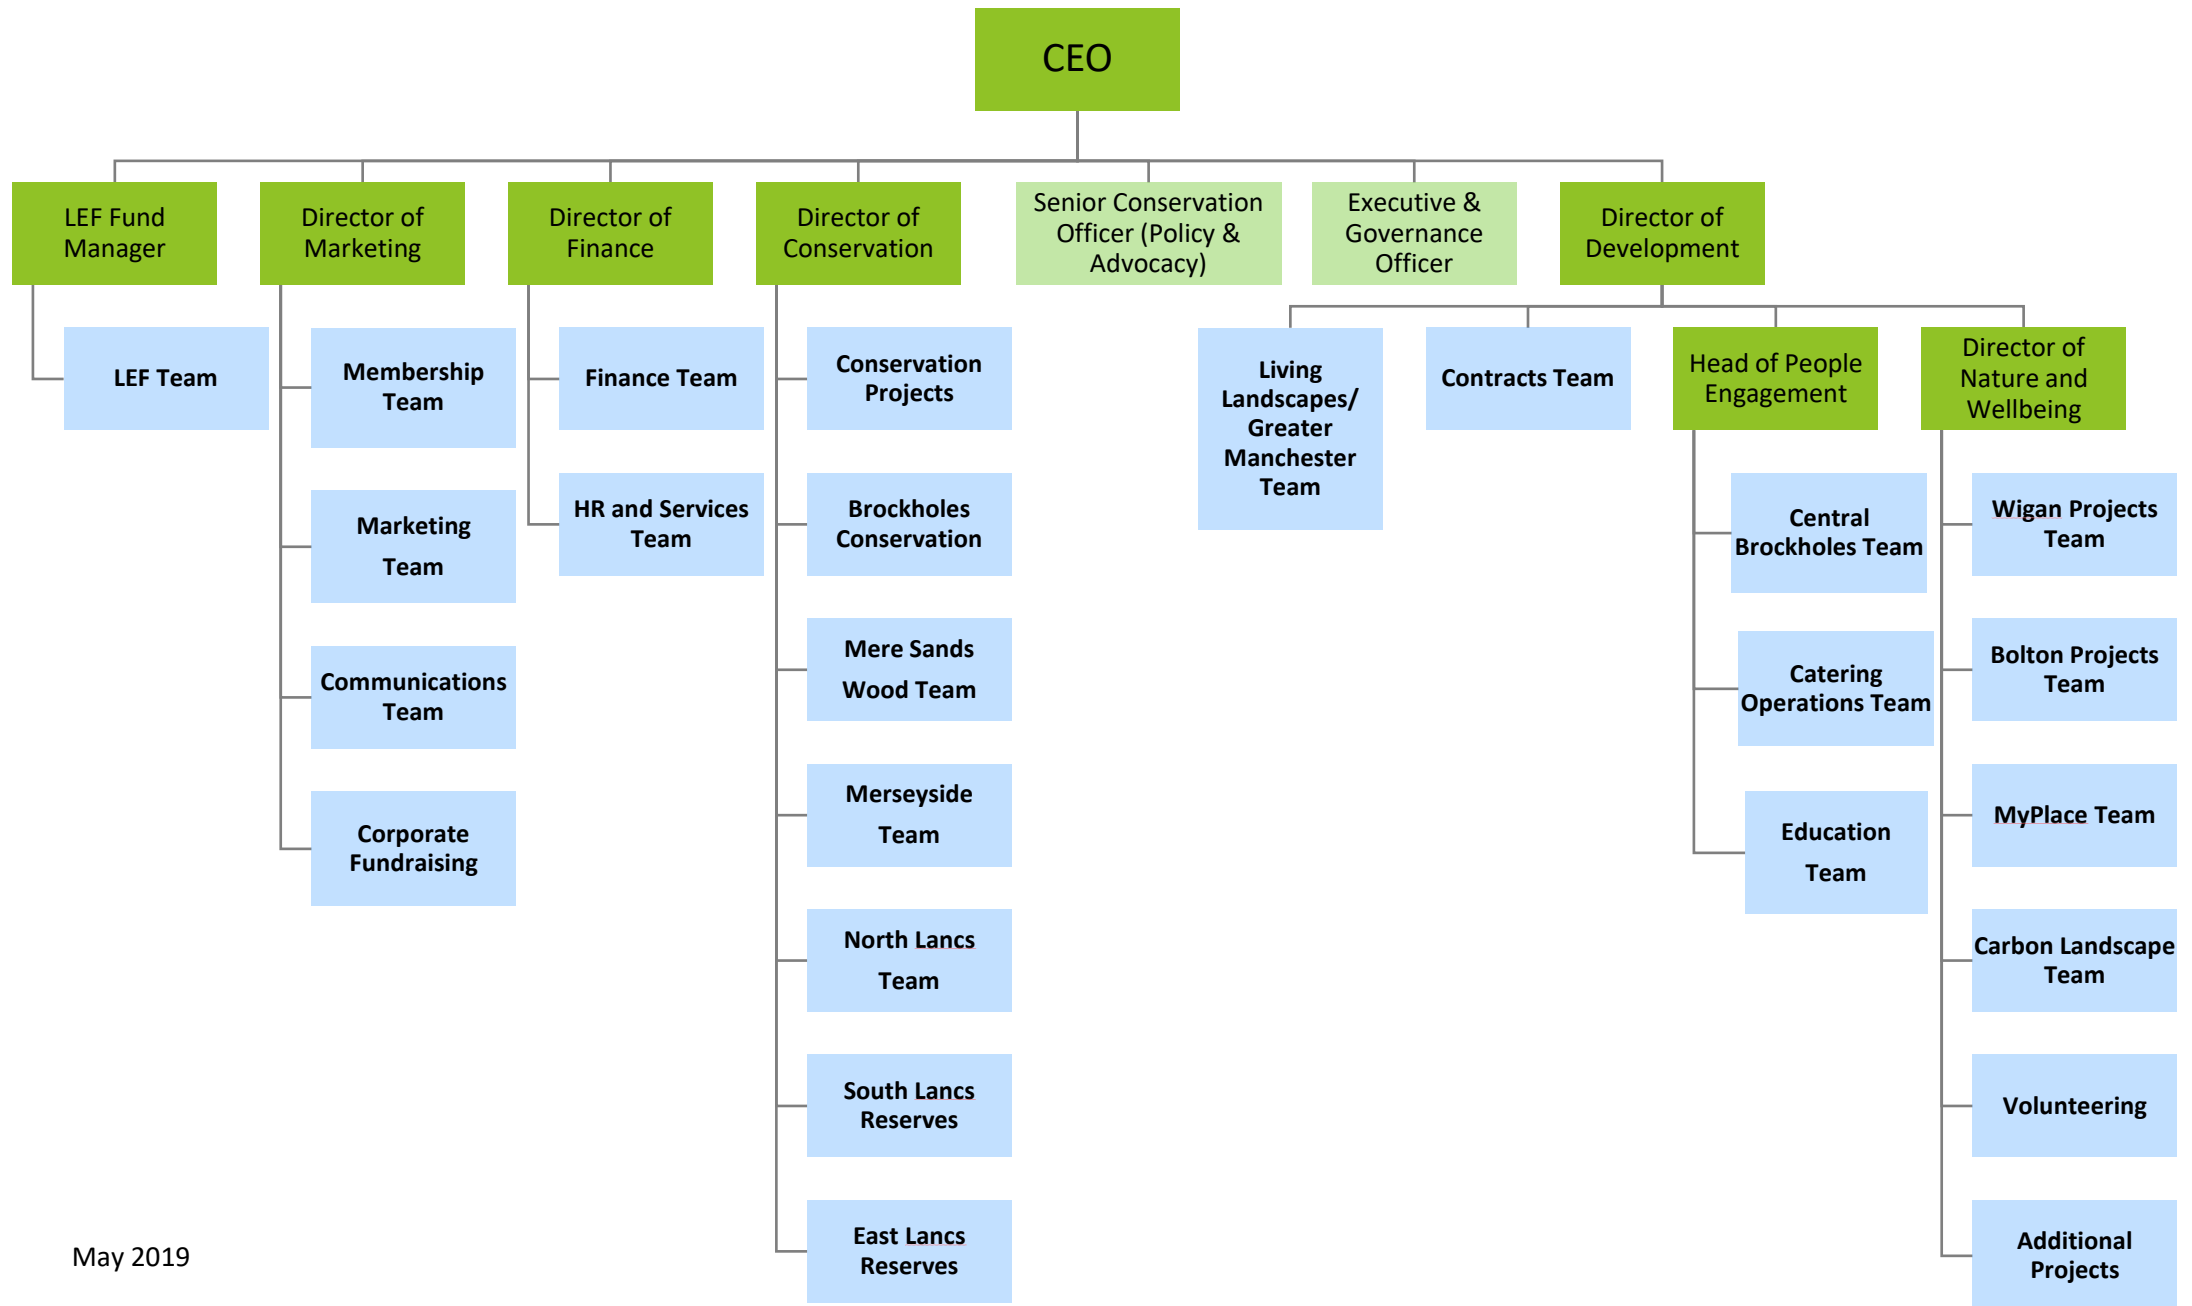 CEO
LEF Fund
Manager
Director of
Marketing
Director of
Finance
Director of
Conservation
Senior Conservation
Officer (Policy &
Advocacy)
Executive &
Governance
Officer
Director of
Development
LEF Team
Membership
Team
Marketing
Team
Communications
Team
Corporate
Fundraising
Finance Team
HR and Services
Team
Conservation
Projects
Brockholes
Conservation
Mere Sands
Wood Team
Merseyside
Team
North Lancs
Team
South Lancs
Reserves
East Lancs
Reserves
Living
Landscapes/
Greater
Manchester
Team
Contracts Team
Head of People
Engagement
Central
Brockholes Team
Catering
Operations Team
Education
Team
Director of
Nature and
Wellbeing
Wigan Projects
Team
Bolton Projects
Team
MyPlace Team
Carbon Landscape
Team
Volunteering
Additional
Projects
May 2019